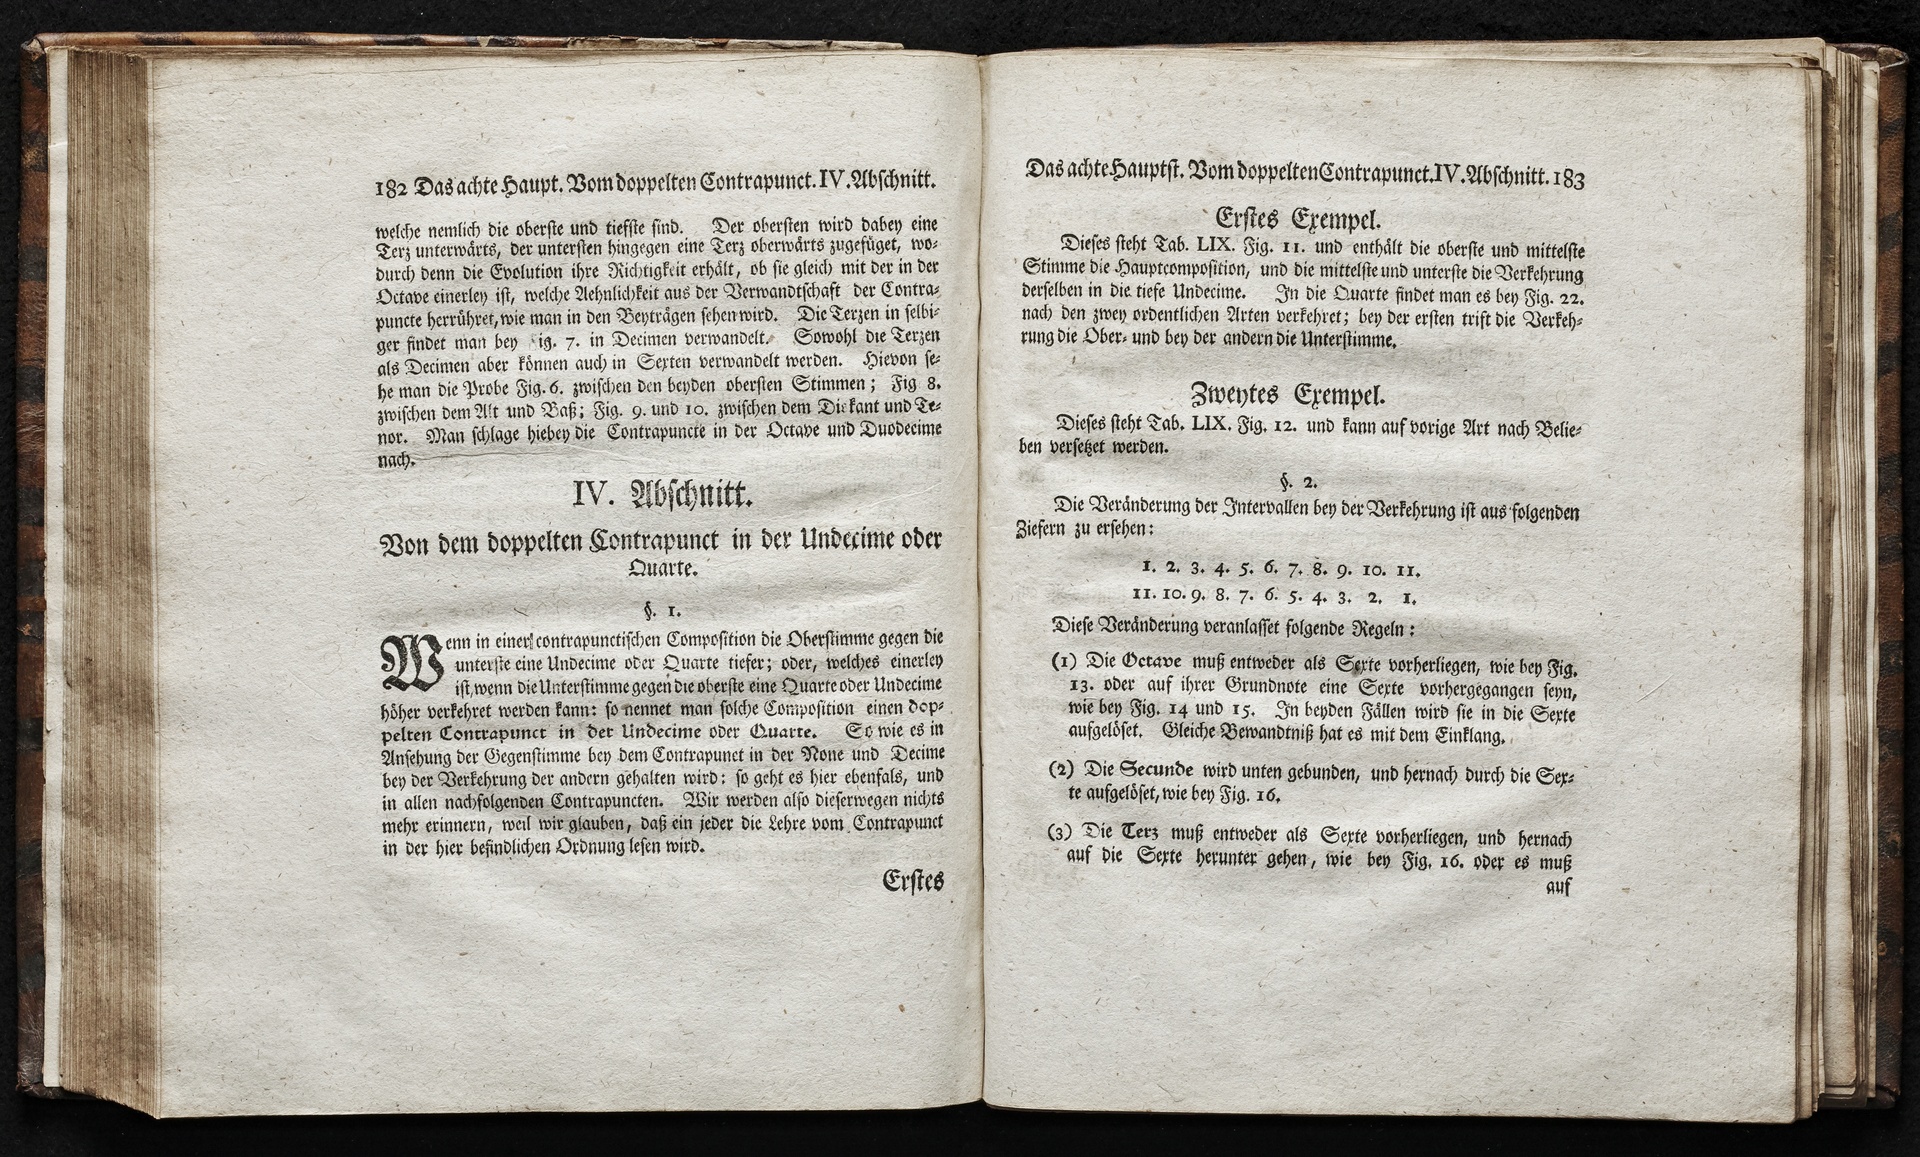 182 Das achte Haupt. Vom doppelten Contrapunct. IV. Abschnitt.
welche nemlich die oberste und tiefste sind. Der obersten wird dabey eine
Terz unterwärts, der untersten hingegen eine Terz oberwärts zugefüget, wo-
durch denn die Evolution ihre Richtigkeit erhält, ob sie gleich mit der in der
Octave einerley ist, welche Aehnlichkeit aus der Verwandtschaft der Contra-
puncte herrühret, wie man in den Beyträgen sehen wird. Die Terzen in selbi-
ger findet man bey ig. 7. in Decimen verwandelt. Sowohl die Terzen
als Decimen aber können auch in Sexten verwandelt werden. Hievon se-
he man die Probe Fig. 6. zwischen den beyden obersten Stimmen; Fig 8.
zwischen dem Alt und Baß; Fig. 9. und 10. zwischen dem Diskant und Te-
nor. Man schlage hiebey die Contrapuncte in der Octave und Duodecime
nach.
IV. Abschnitt.
Von dem doppelten Contrapunct in der Undecime oder
Quarte.
§. 1.
Wenn in einer contrapunctischen Composition die Oberstimme gegen die
unterste eine Undecime oder Quarte tiefer; oder, welches einerley
ist, wenn die Unterstimme gegen die oberste eine Quarte oder Undecime
höher verkehret werden kann: so nennet man solche Composition einen dop-
pelten Contrapunct in der Undecime oder Quarte. So wie es in
Ansehung der Gegenstimme bey dem Contrapunct in der None und Decime
bey der Verkehrung der andern gehalten wird: so geht es hier ebenfals, und
in allen nachfolgenden Contrapuncten. Wir werden also dieserwegen nichts
mehr erinnern, weil wir glauben, daß ein jeder die Lehre vom Contrapunct
in der hier befindlichen Ordnung lesen wird.
Erstes
Das achte Hauptst. Vom doppelten Contrapunct. IV. Abschnitt. 183
Erstes Exempel.
Dieses steht Tab. LIX. Fig. 11. und enthält die oberste und mittelste
Stimme die Hauptcomposition, und die mittelste und unterste die Verkehrung
derselben in die tiefe Undecime. In die Quarte findet man es bey Fig. 22.
nach den zwey ordentlichen Arten verkehret; bey der ersten trift die Verkeh-
rung die Ober- und bey der andern die Unterstimme.
Zweytes Exempel.
Dieses steht Tab. LIX. Fig. 12. und kann auf vorige Art nach Belie-
ben versetzet werden.
§. 2.
Die Veränderung der Intervallen bey der Verkehrung ist aus folgenden
Ziefern zu ersehen:
1. 2. 3. 4. 5. 6. 7. 8. 9. 10. 11.
11. 10. 9. 8. 7. 6. 5. 4. 3. 2. 1.
Diese Veränderung veranlasset folgende Regeln:
(1) Die Octave muß entweder als Sexte vorherliegen, wie bey Fig.
13. oder auf ihrer Grundnote eine Sexte vorhergegangen seyn,
wie bey Fig. 14 und 15. In beyden Fällen wird sie in die Sexte
aufgelöset. Gleiche Bewandtniß hat es mit dem Einklang.
(2) Die Secunde wird unten gebunden, und hernach durch die Sex-
te aufgelöset, wie bey Fig. 16.
(3) Die Terz muß entweder als Sexte vorherliegen, und hernach
auf die Sexte herunter gehen, wie bey Fig. 16. oder es muß
auf